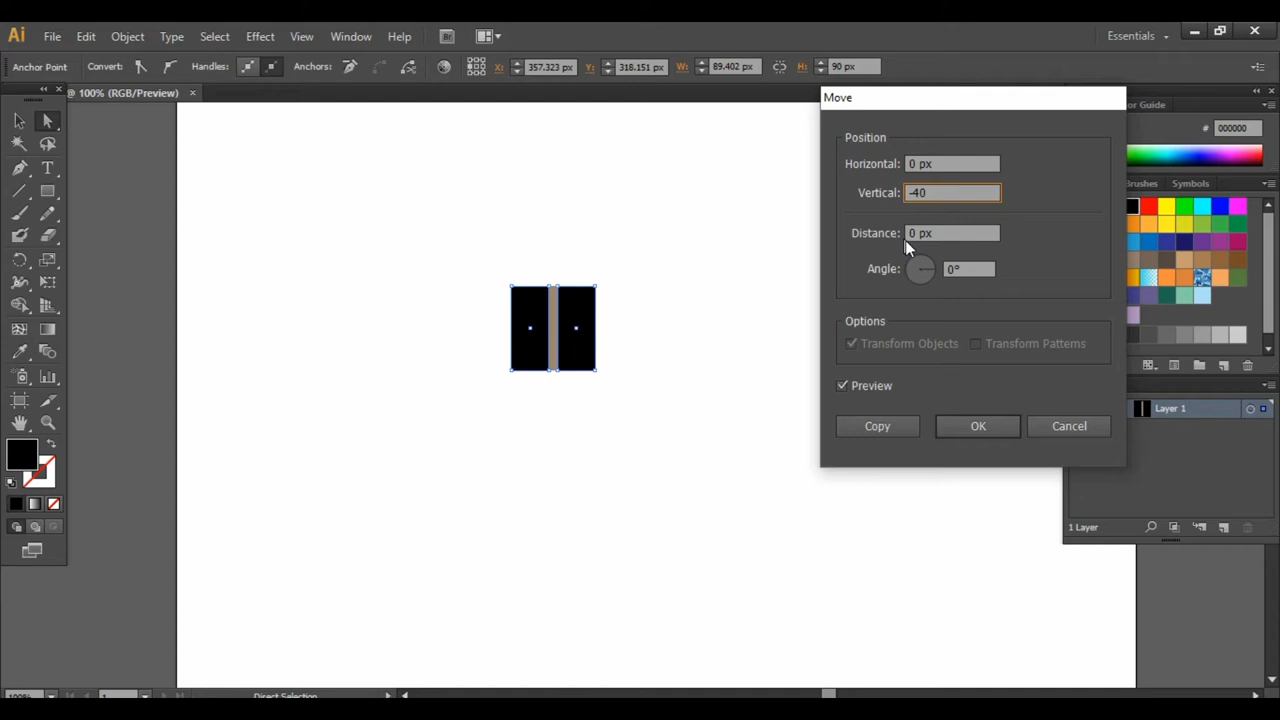 Ai File Edit Object Type Select Effect View Window Help Br Essentials
Anchor Point Convert: Handles: Anchors: X: 357.323 px Y: 318.151 px W: 89.402 px H: 90 px
@ 100% (RGB/Preview) ×
Move
or Guide
# 000000
Position
Horizontal: 0 px
Vertical: -40
Brushes Symbols
Distance: 0 px
Angle: 0°
Options
Transform Objects Transform Patterns
Preview
Layer 1
Copy OK Cancel
1 Layer
100% 1 Direct Selection